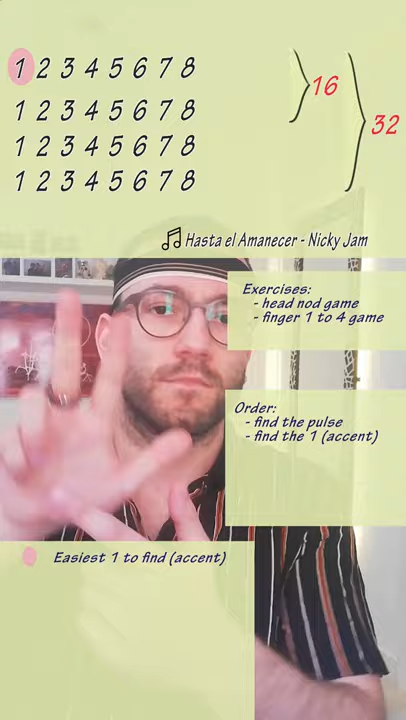 1 2 3 4 5 6 7 8
1 2 3 4 5 6 7 8
1 2 3 4 5 6 7 8
1 2 3 4 5 6 7 8
16
32
Hasta el Amanecer - Nicky Jam
Exercises:
- head nod game
- finger 1 to 4 game
Order:
- find the pulse
- find the 1 (accent)
Easiest 1 to find (accent)